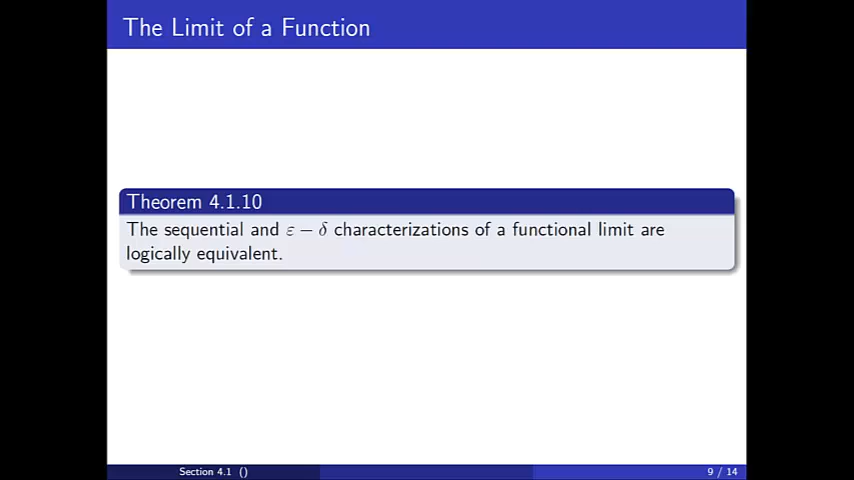 The Limit of a Function
Theorem 4.1.10
The sequential and ε − δ characterizations of a functional limit are
logically equivalent.
Section 4.1 ()
9 / 14